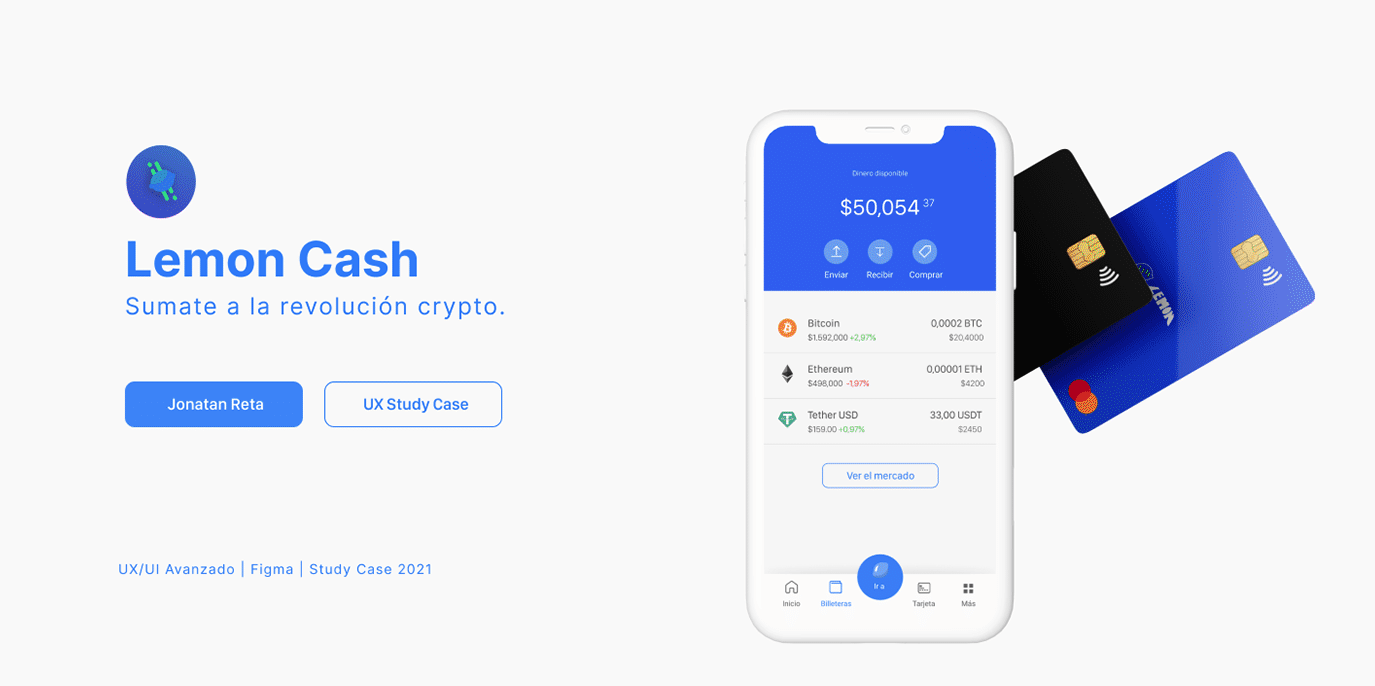 Lemon Cash
Sumate a la revolución crypto.
Jonatan Reta
UX Study Case
UX/UI Avanzado | Figma | Study Case 2021
Dinero disponible
$50,054 37
Enviar Recibir Comprar
Bitcoin 0,0002 BTC
$1.592,000 +2,97% $20,4000
Ethereum 0,00001 ETH
$498,000 -1,97% $4200
Tether USD 33,00 USDT
$159.00 +0,97% $2450
Ver el mercado
Ir a
Inicio Billeteras Tarjeta Más
LEMON